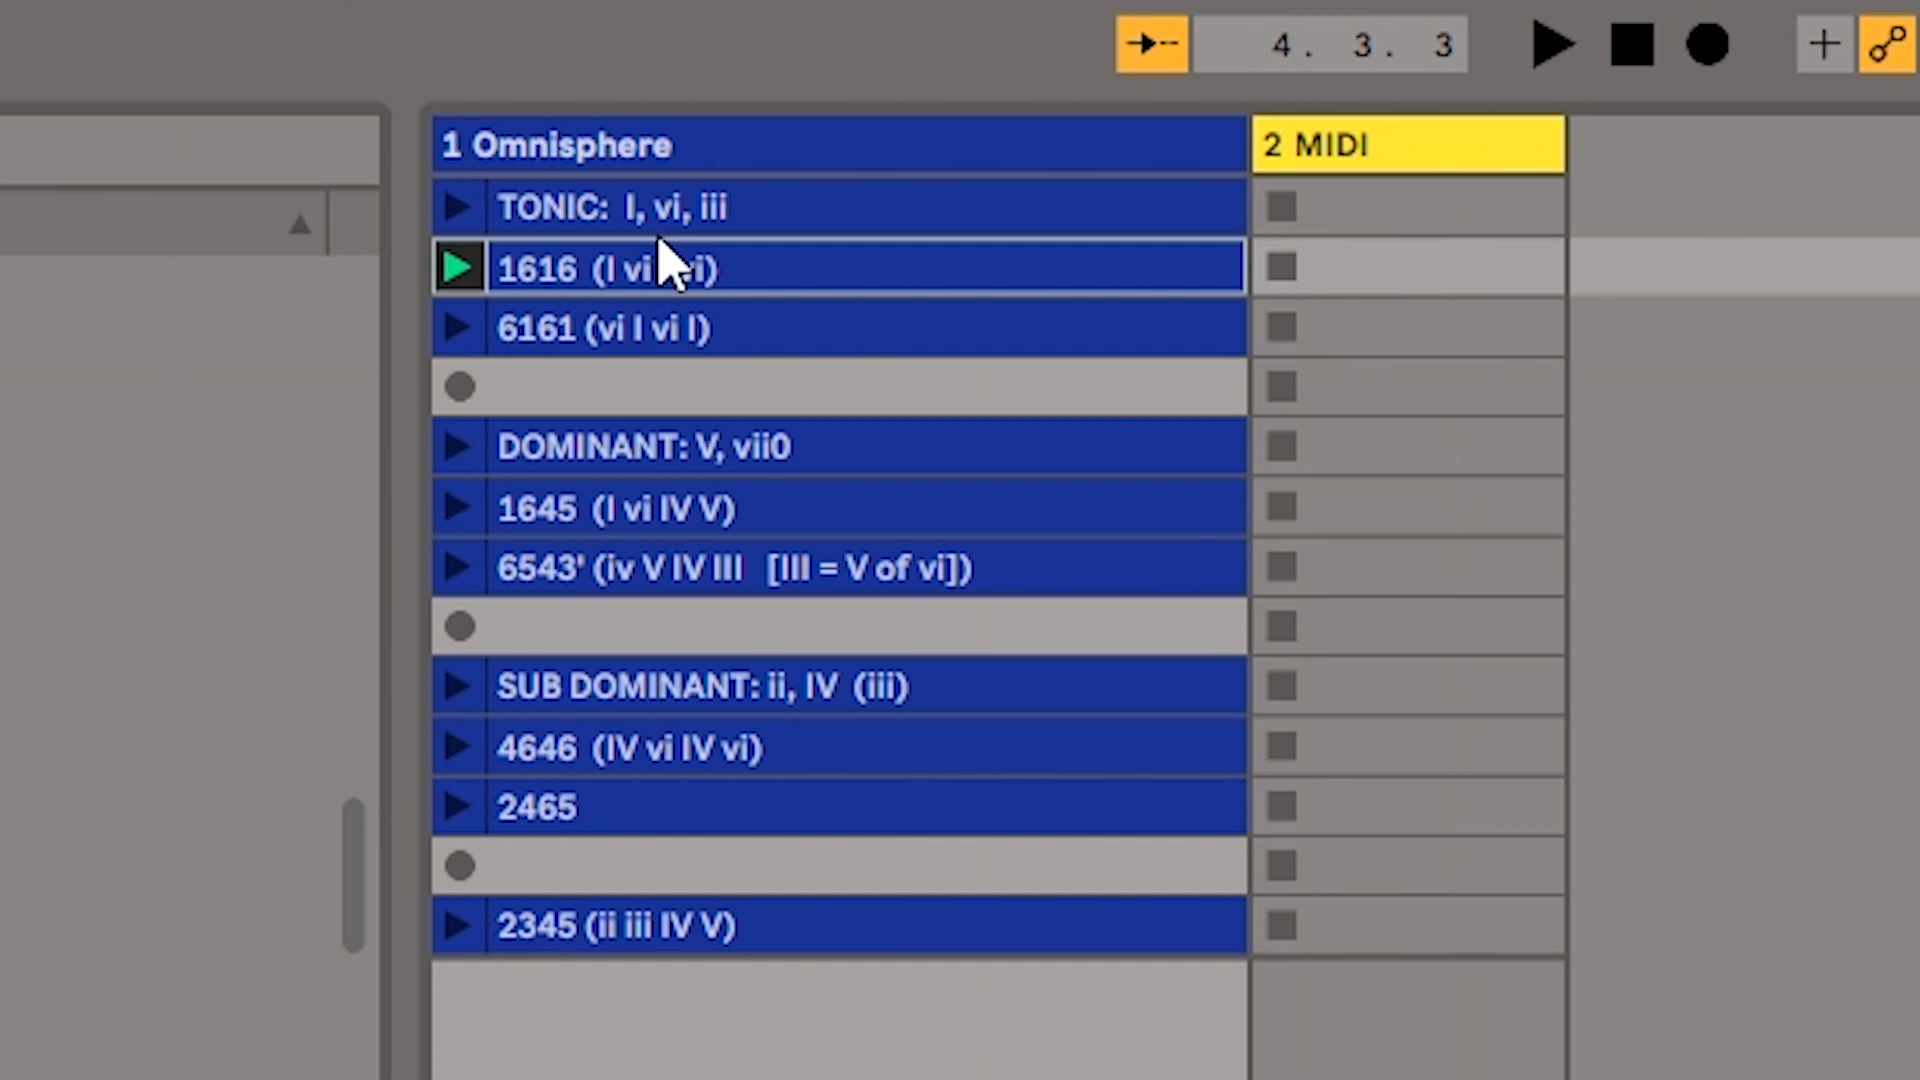 4. 3. 3
1 Omnisphere
2 MIDI
TONIC: I, vi, iii
1616 (I vi
6161 (vi I vi I)
DOMINANT: V, vii0
1645 (I vi IV V)
6543' (iv V IV III [III = V of vi])
SUB DOMINANT: ii, IV (iii)
4646 (IV vi IV vi)
2465
2345 (ii iii IV V)